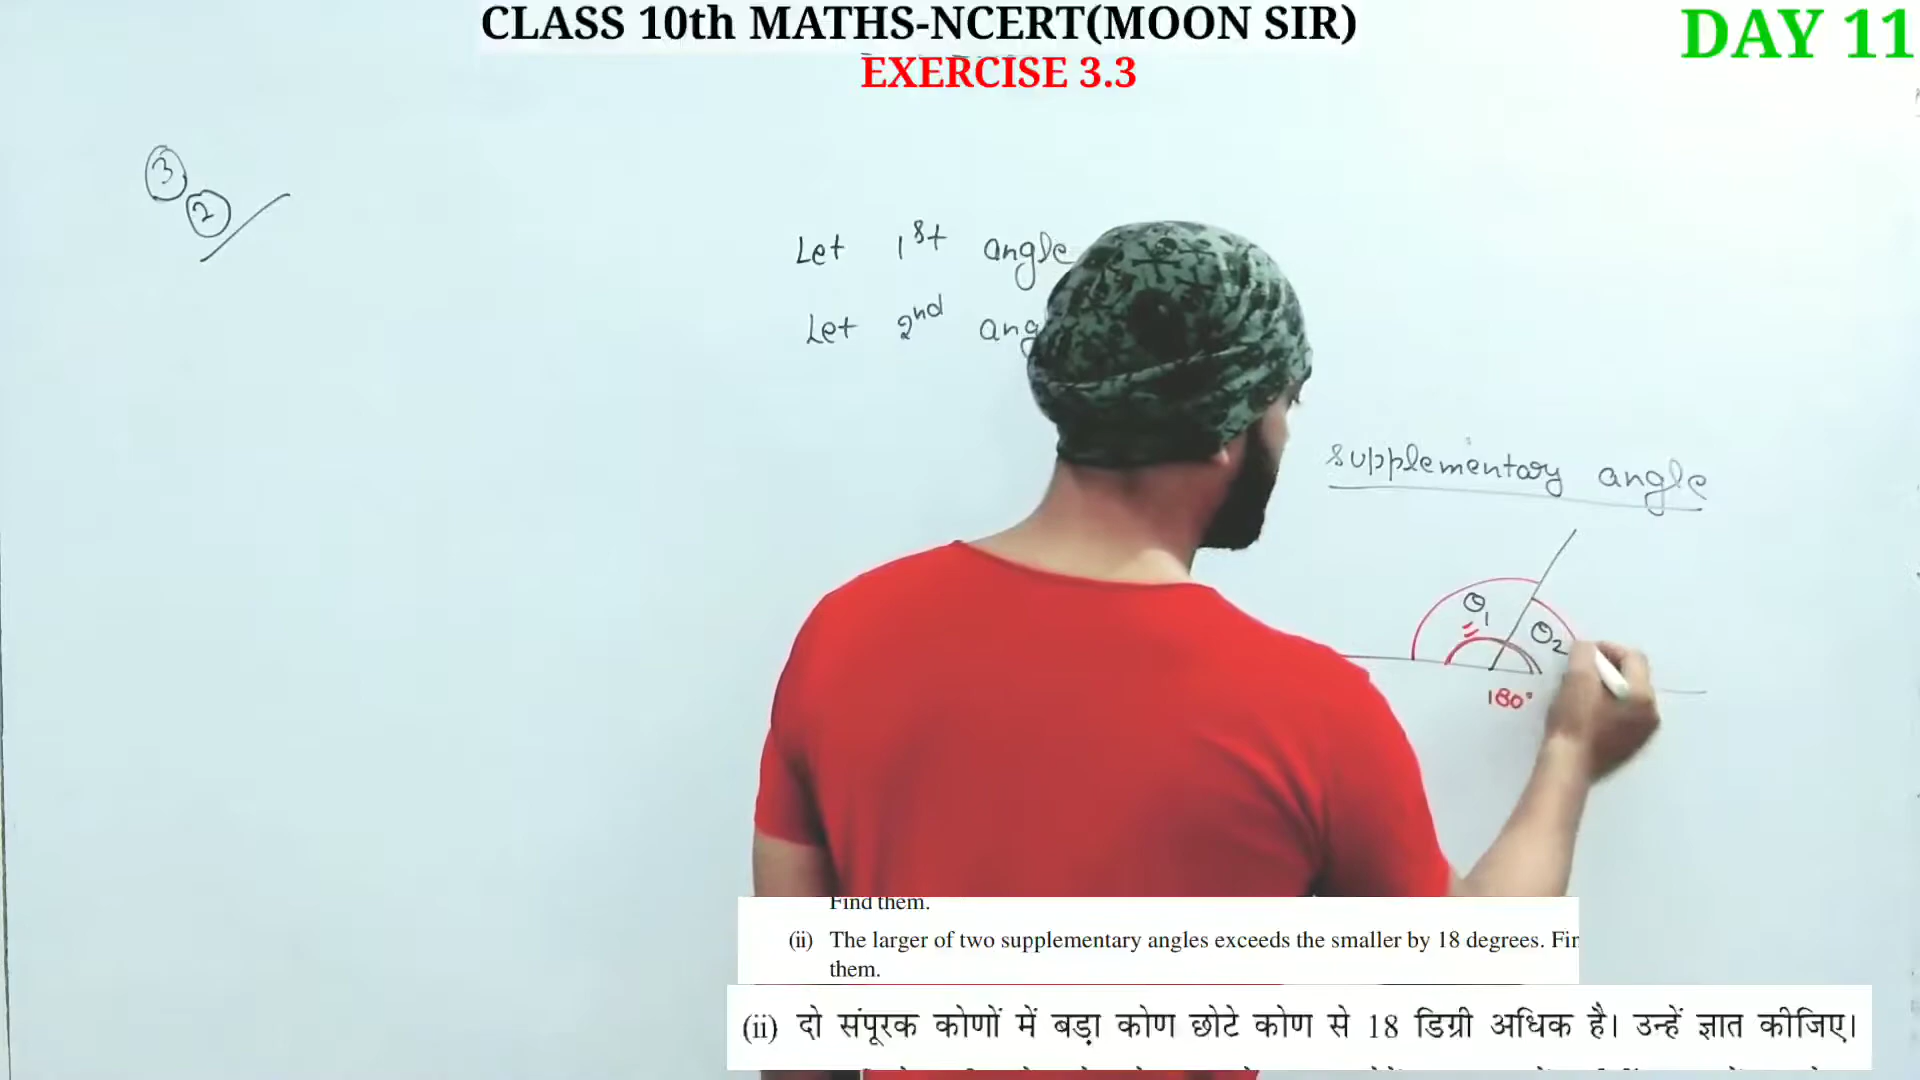 CLASS 10th MATHS-NCERT(MOON SIR)
DAY 11
EXERCISE 3.3
3
2
Let 1st angle
Let 2nd ang
supplementary angle
θ1
θ2
180°
Find them.
(ii) The larger of two supplementary angles exceeds the smaller by 18 degrees. Fin
them.
(ii) दो संपूरक कोणों में बड़ा कोण छोटे कोण से 18 डिग्री अधिक है। उन्हें ज्ञात कीजिए।